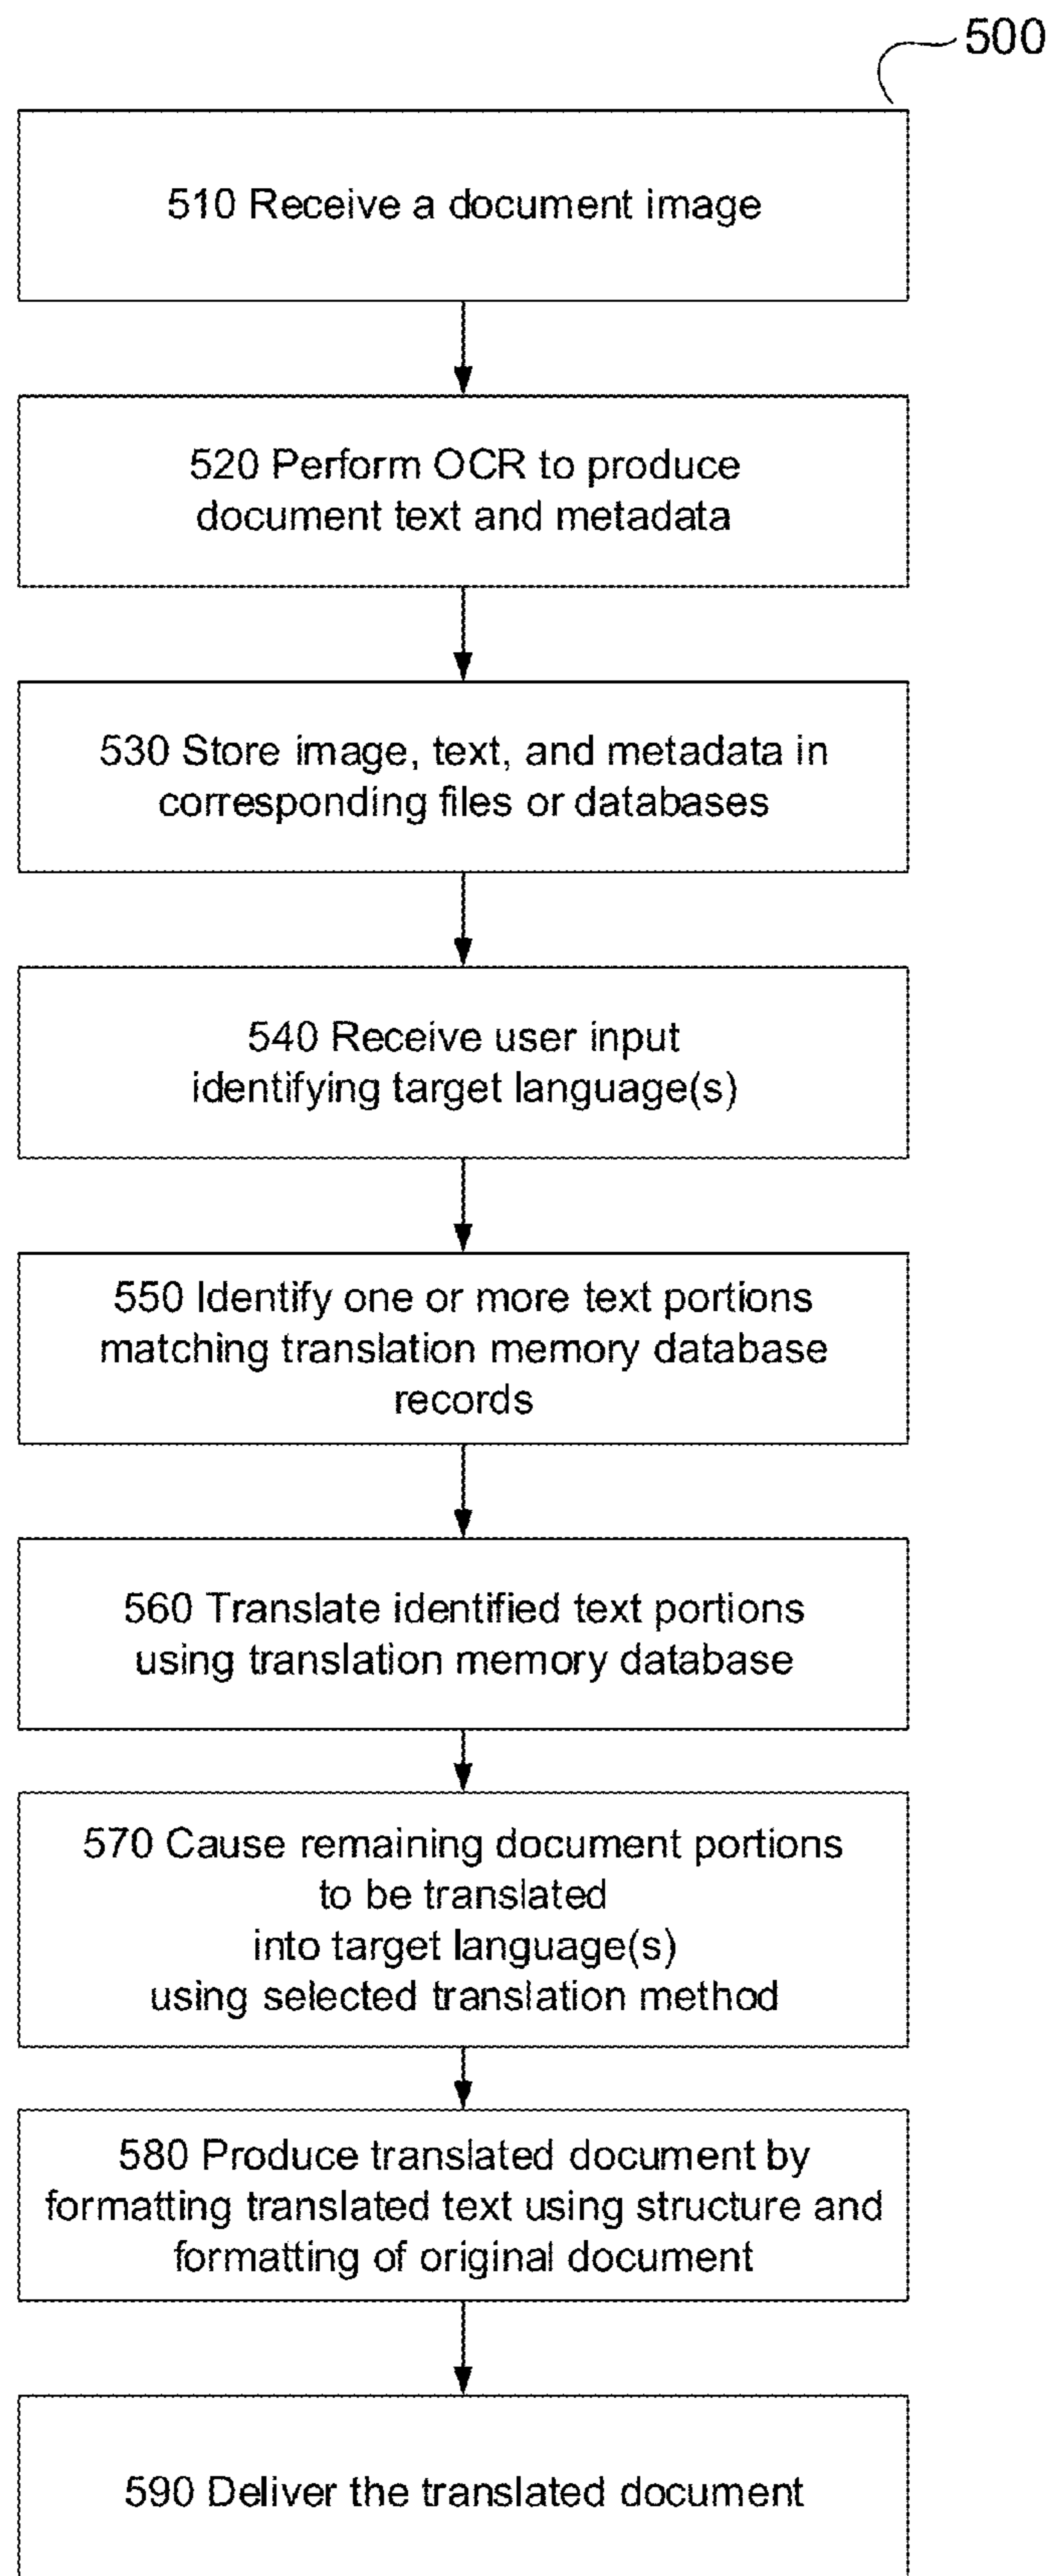 500
510 Receive a document image
520 Perform OCR to produce
document text and metadata
530 Store image, text, and metadata in
corresponding files or databases
540 Receive user input
identifying target language(s)
550 Identify one or more text portions
matching translation memory database
records
560 Translate identified text portions
using translation memory database
570 Cause remaining document portions
to be translated
into target language(s)
using selected translation method
580 Produce translated document by
formatting translated text using structure and
formatting of original document
590 Deliver the translated document